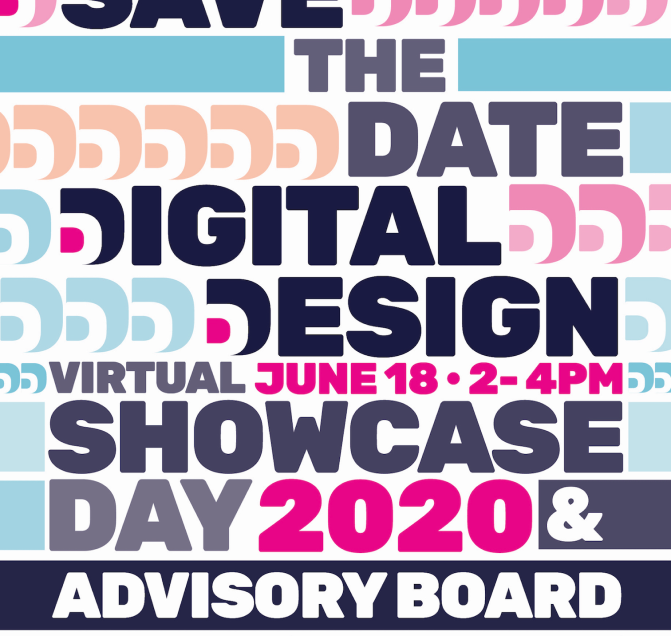 SAVE
THE
DATE
DIGITAL
DESIGN
VIRTUAL JUNE 18 • 2- 4PM
SHOWCASE
DAY 2020 &
ADVISORY BOARD